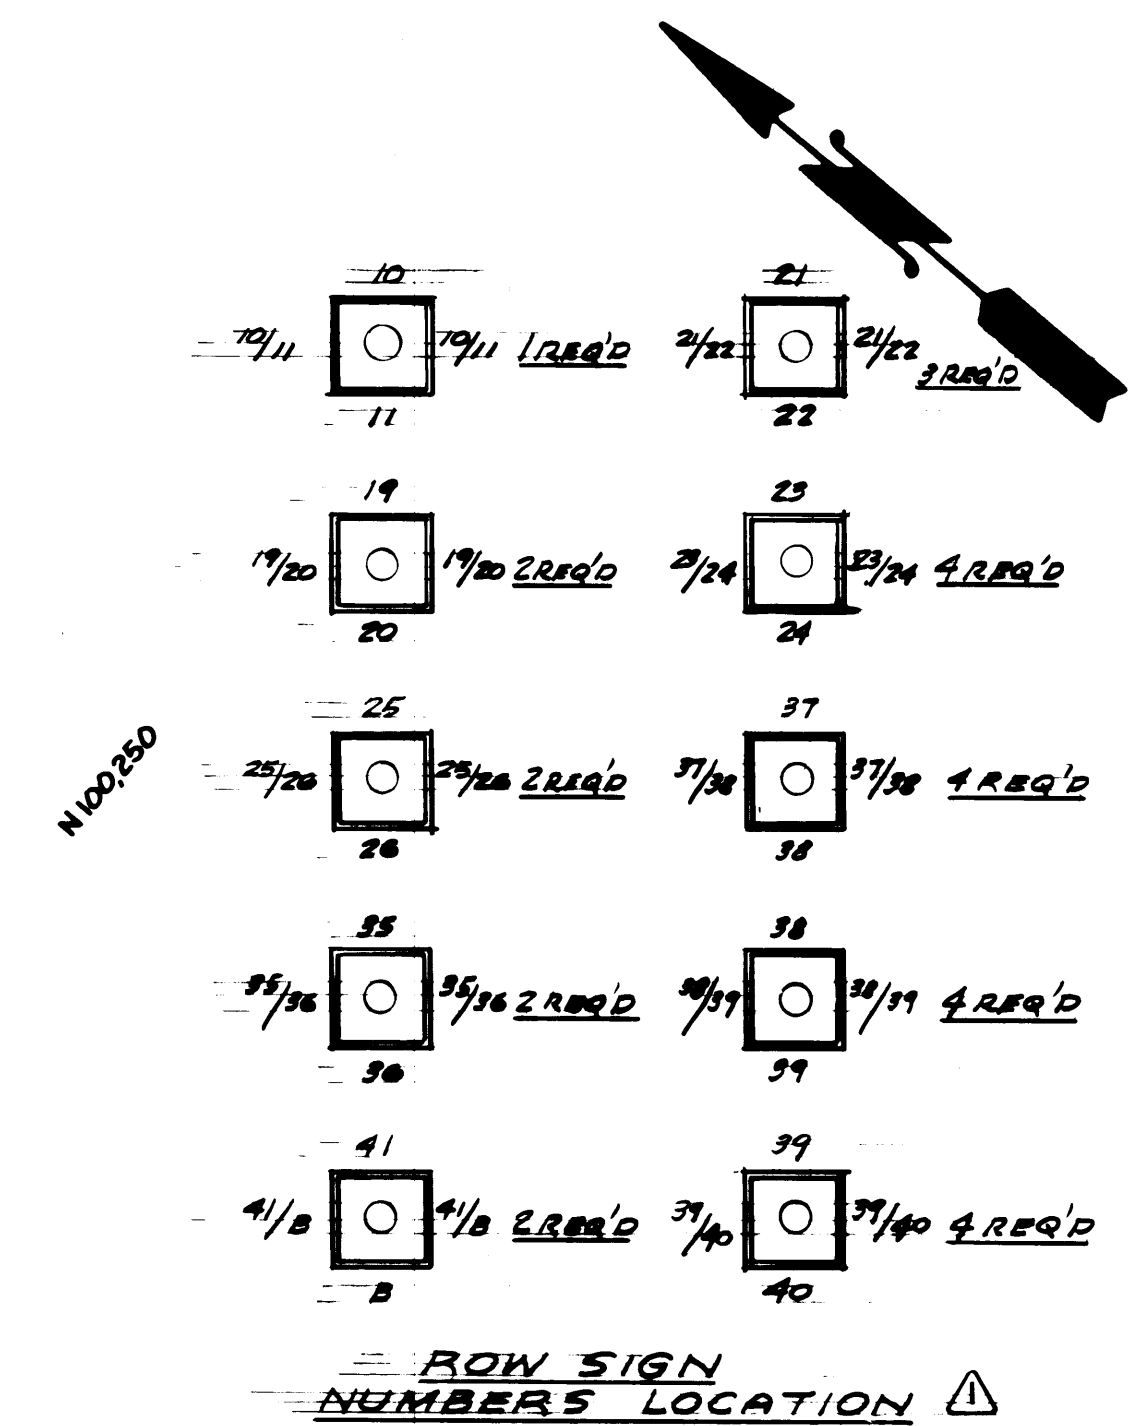 10 21
10/11 10/11 1 REQ'D 21/22 21/22 3 REQ'D
11 22
19 23
19/20 19/20 2 REQ'D 23/24 23/24 4 REQ'D
20 24
25 37
25/26 25/26 2 REQ'D 37/38 37/38 4 REQ'D
26 38
N 100,250
35 38
35/36 35/36 2 REQ'D 38/39 38/39 4 REQ'D
36 39
41 39
41/B 41/B 2 REQ'D 39/40 39/40 4 REQ'D
B 40
ROW SIGN
NUMBERS LOCATION 1